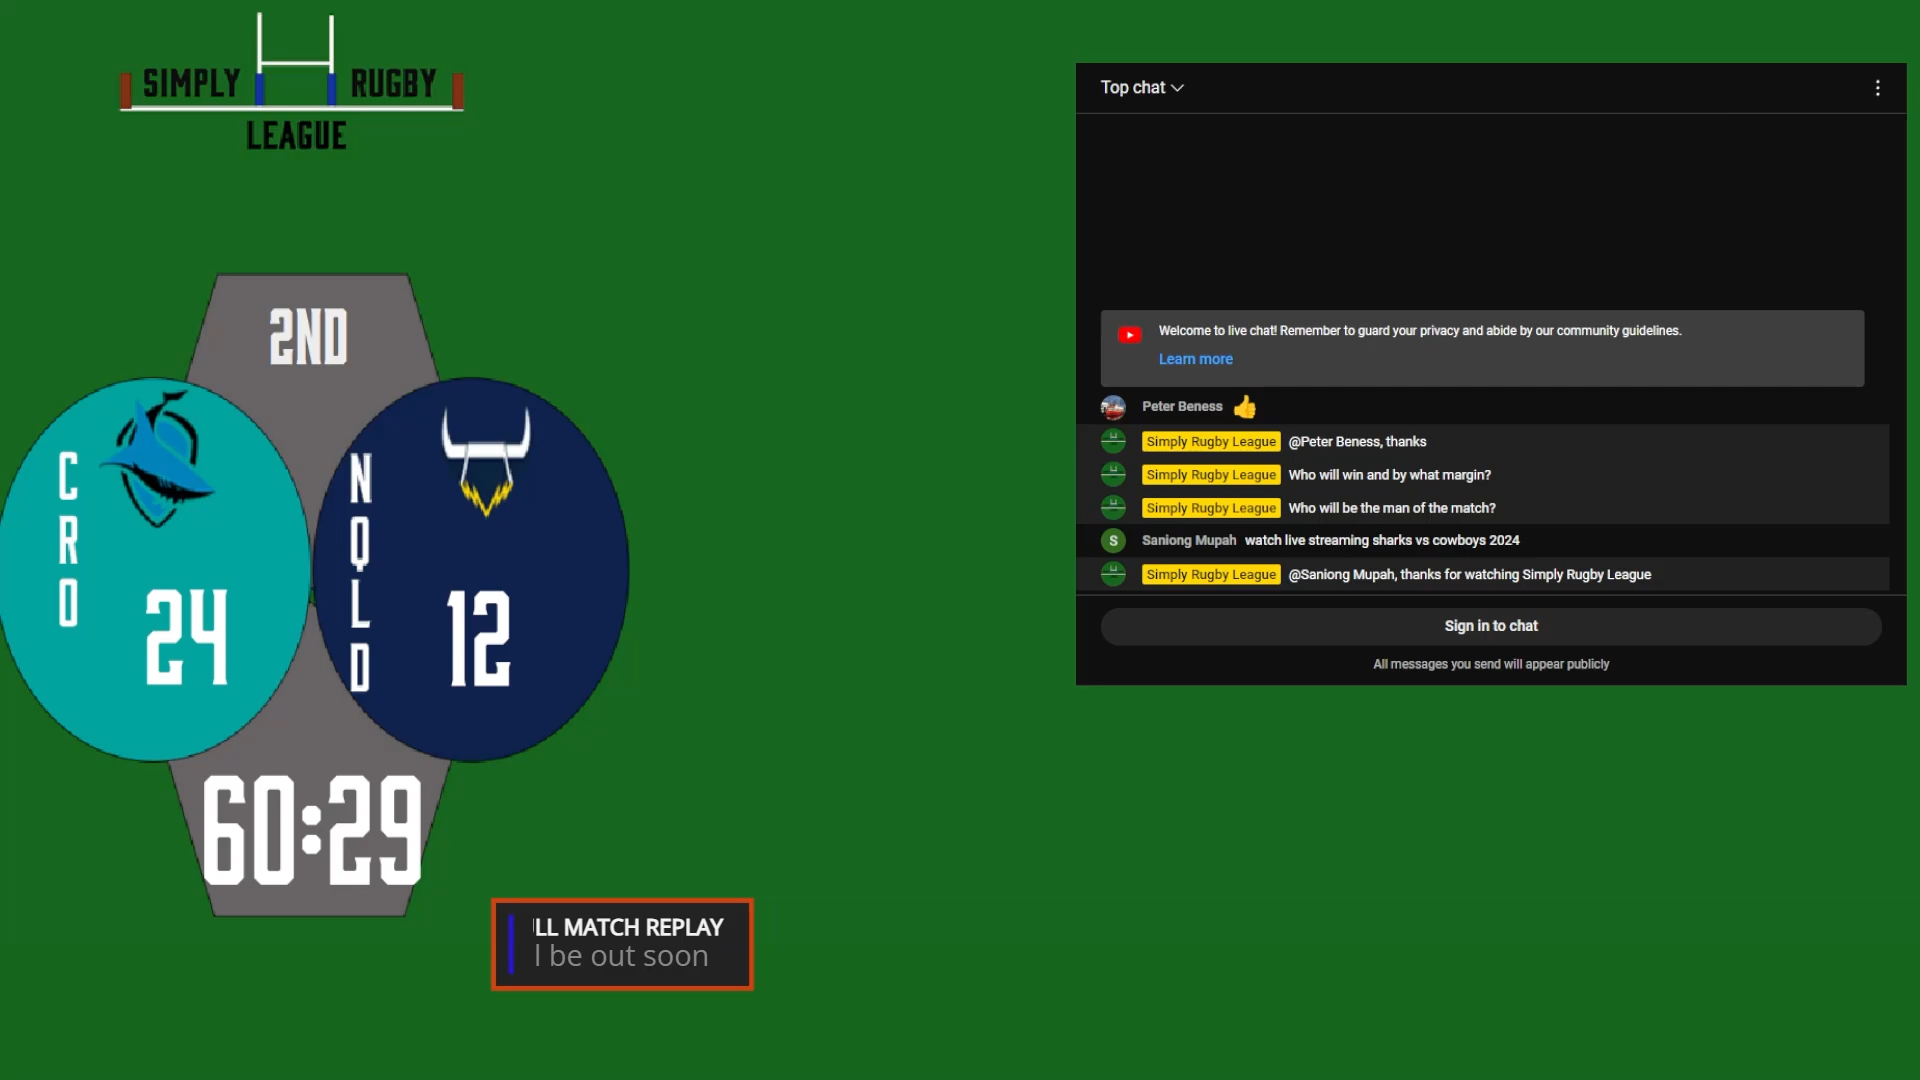 SIMPLY RUGBY
LEAGUE
2ND
CRO
24
NQLD
12
60:29
LL MATCH REPLAY
l be out soon
Top chat
Welcome to live chat! Remember to guard your privacy and abide by our community guidelines.
Learn more
Peter Beness 👍
Simply Rugby League @Peter Beness, thanks
Simply Rugby League Who will win and by what margin?
Simply Rugby League Who will be the man of the match?
S Saniong Mupah watch live streaming sharks vs cowboys 2024
Simply Rugby League @Saniong Mupah, thanks for watching Simply Rugby League
Sign in to chat
All messages you send will appear publicly